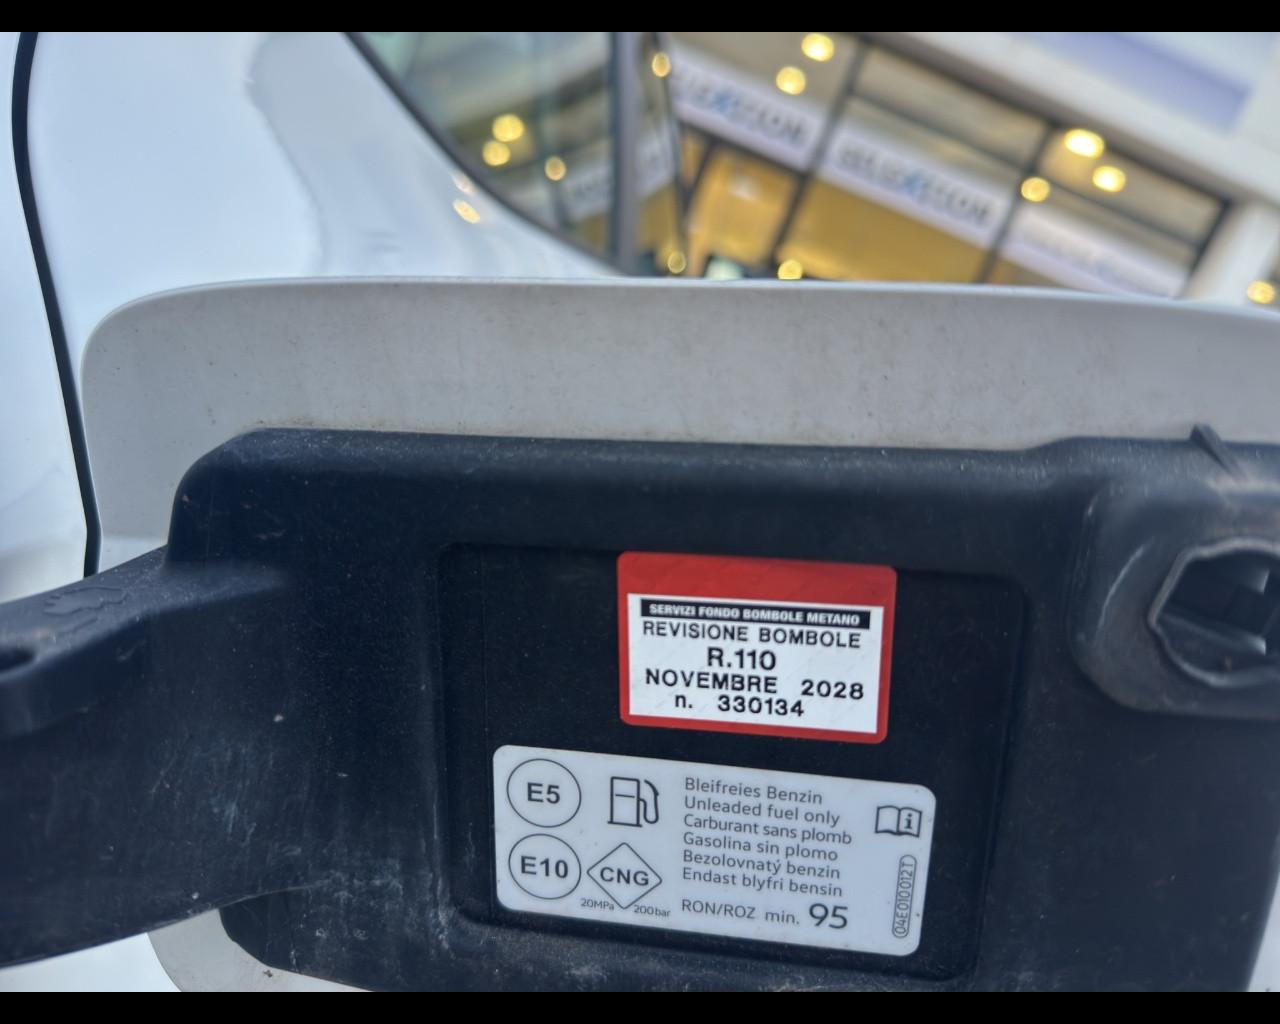 SERVIZI FONDO BOMBOLE METANO
REVISIONE BOMBOLE
R.110
NOVEMBRE 2028
n. 330134
E5
E10
CNG
20MPa 200bar
Bleifreies Benzin
Unleaded fuel only
Carburant sans plomb
Gasolina sin plomo
Bezolovnatý benzin
Endast blyfri bensin
RON/ROZ min. 95
i
04E010012T